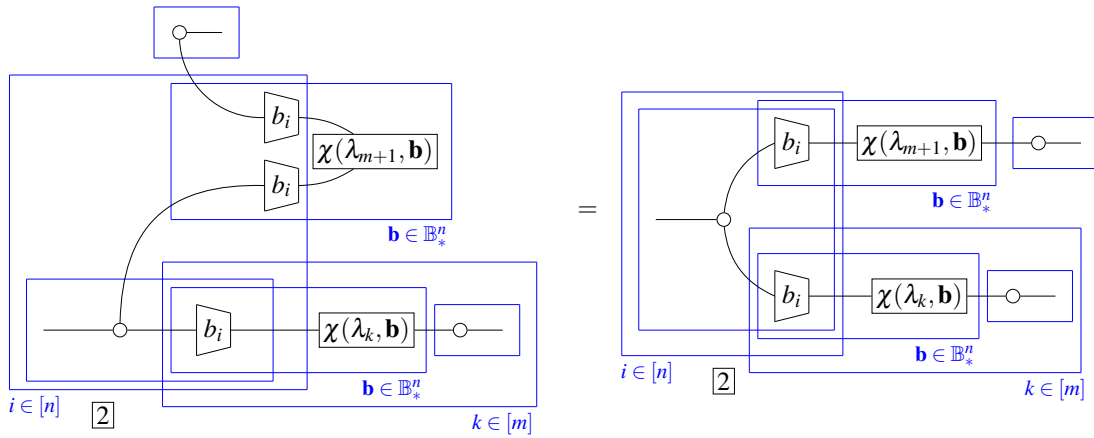 b_i
χ(λ_{m+1}, 𝐛)
b_i
𝐛 ∈ 𝔹^n_*
b_i
χ(λ_k, 𝐛)
𝐛 ∈ 𝔹^n_*
i ∈ [n]
2
k ∈ [m]
=
b_i
χ(λ_{m+1}, 𝐛)
𝐛 ∈ 𝔹^n_*
b_i
χ(λ_k, 𝐛)
𝐛 ∈ 𝔹^n_*
i ∈ [n]
2
k ∈ [m]